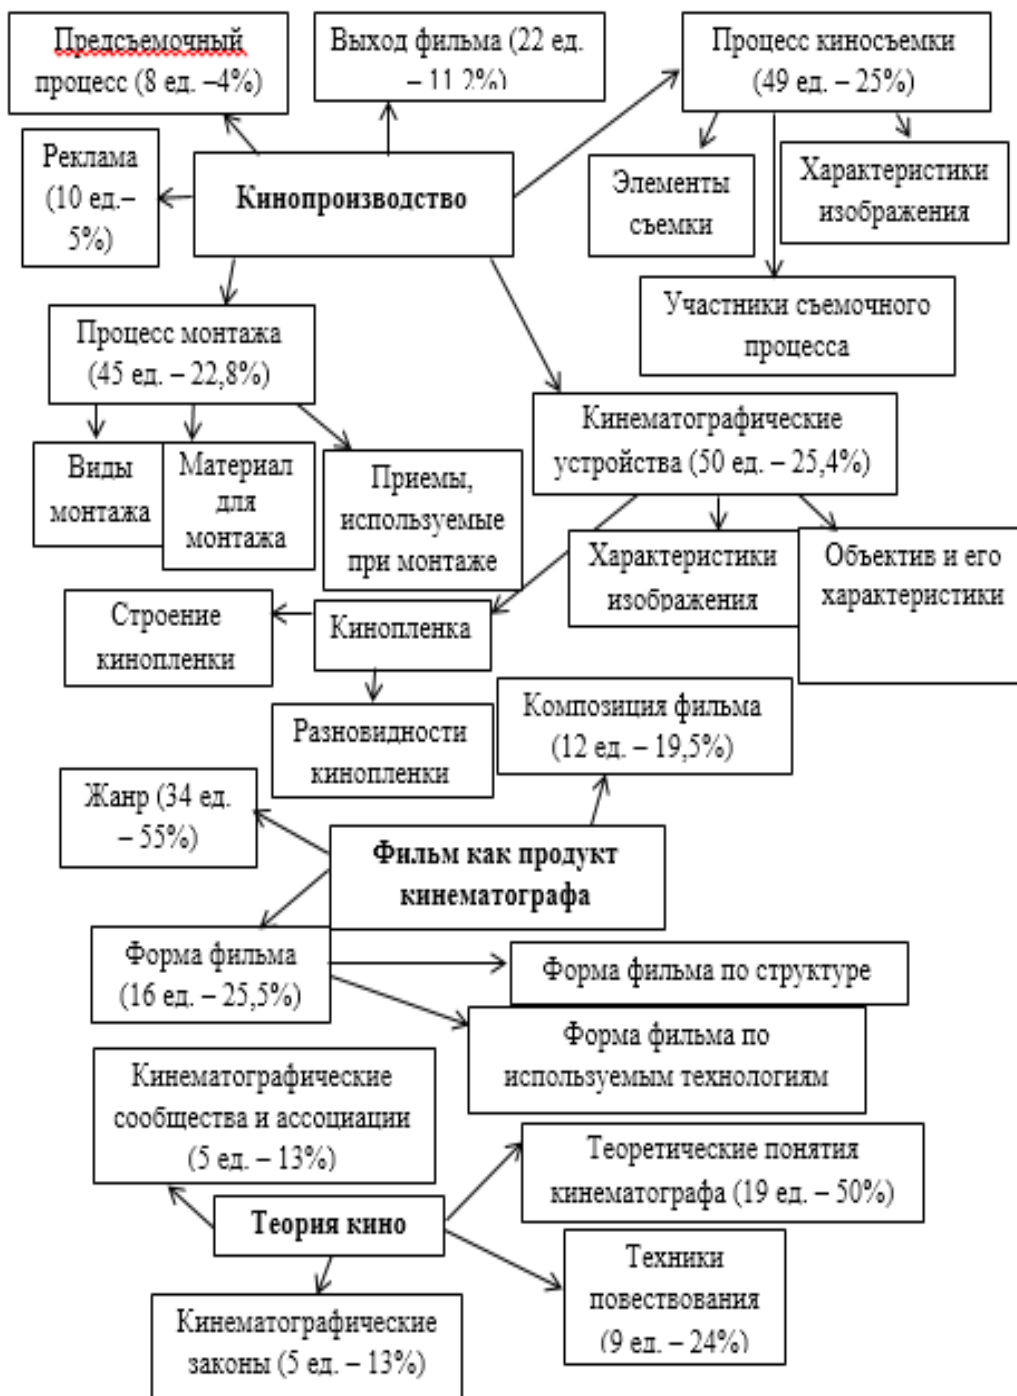 Предсъемочный
процесс (8 ед. –4%)
Выход фильма (22 ед.
– 11,2%)
Процесс киносъемки
(49 ед. – 25%)
Реклама
(10 ед.–
5%)
Кинопроизводство
Элементы
съемки
Характеристики
изображения
Участники съемочного
процесса
Процесс монтажа
(45 ед. – 22,8%)
Кинематографические
устройства (50 ед. – 25,4%)
Виды
монтажа
Материал
для
монтажа
Приемы,
используемые
при монтаже
Характеристики
изображения
Объектив и его
характеристики
Строение
кинопленки
Кинопленка
Разновидности
кинопленки
Композиция фильма
(12 ед. – 19,5%)
Жанр (34 ед.
– 55%)
Фильм как продукт
кинематографа
Форма фильма
(16 ед. – 25,5%)
Форма фильма по структуре
Форма фильма по
используемым технологиям
Кинематографические
сообщества и ассоциации
(5 ед. – 13%)
Теоретические понятия
кинематографа (19 ед. – 50%)
Теория кино
Техники
повествования
(9 ед. – 24%)
Кинематографические
законы (5 ед. – 13%)